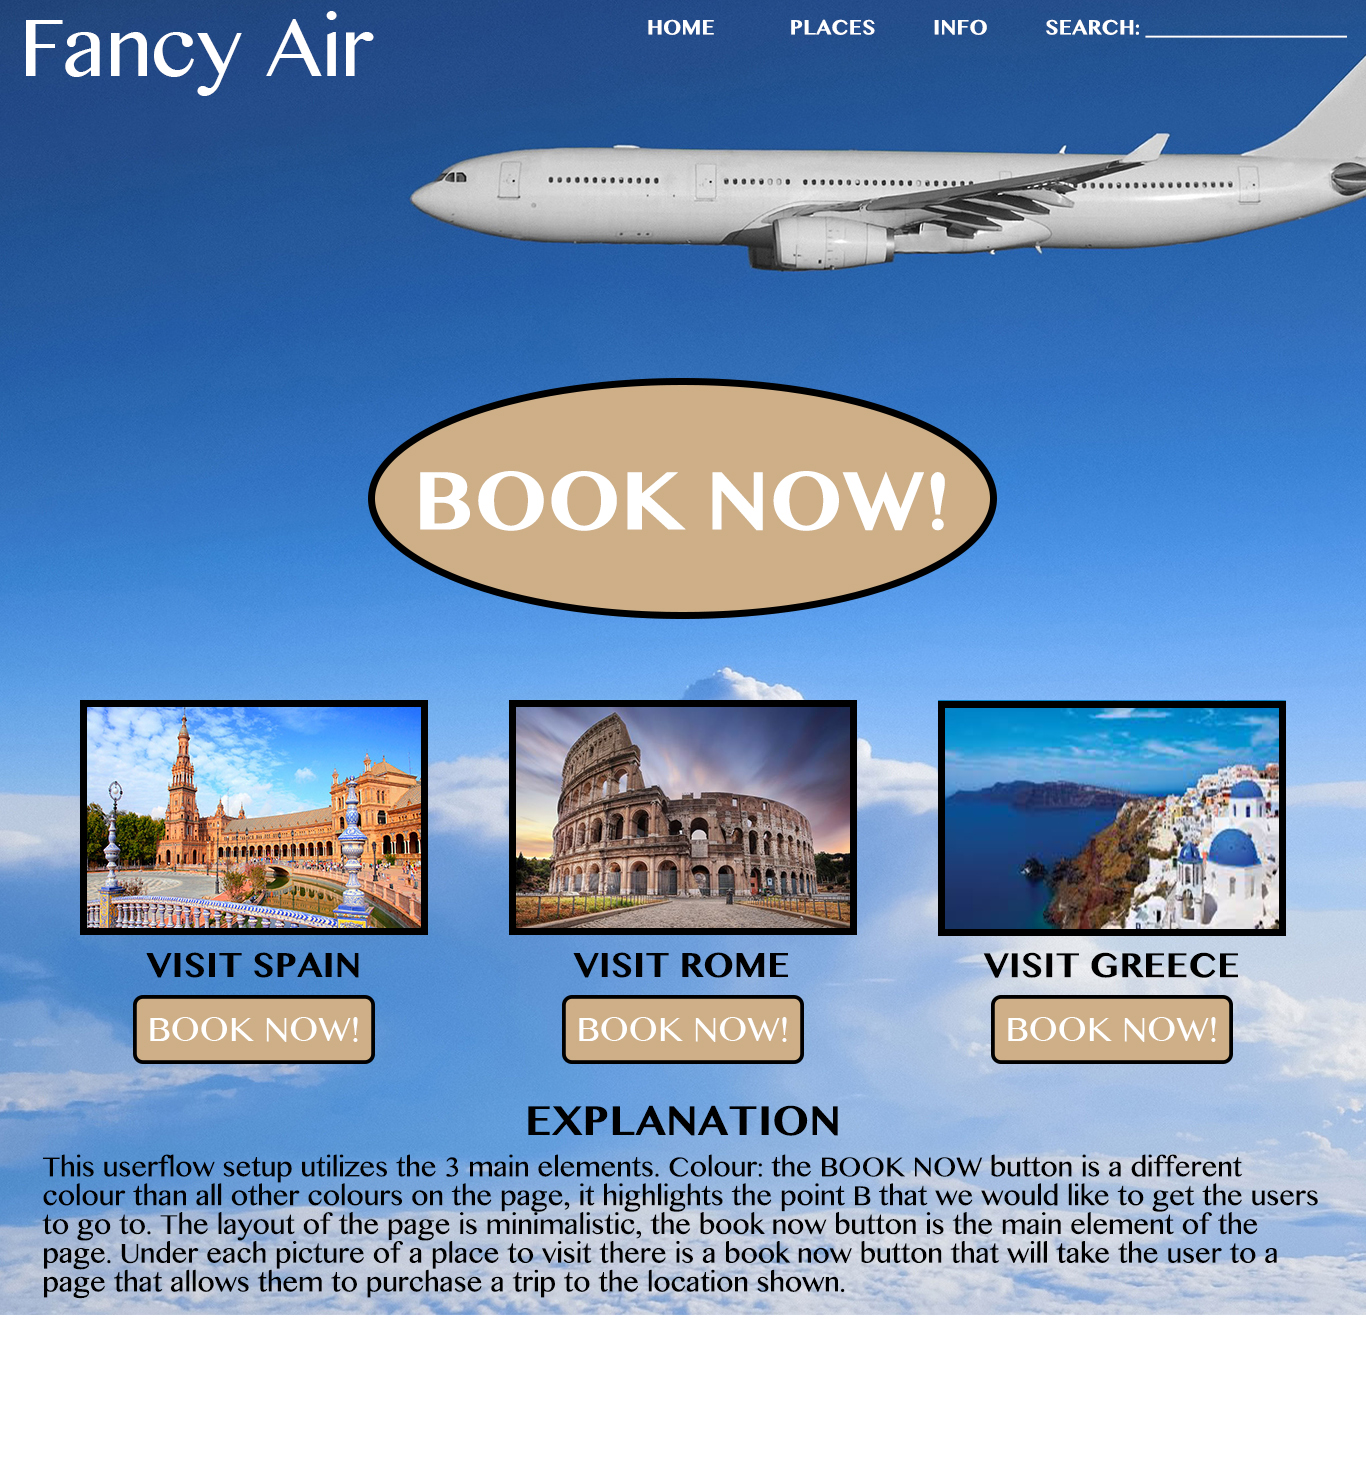 Fancy Air
HOME PLACES INFO SEARCH:
BOOK NOW!
VISIT SPAIN
BOOK NOW!
VISIT ROME
BOOK NOW!
VISIT GREECE
BOOK NOW!
EXPLANATION
This userflow setup utilizes the 3 main elements. Colour: the BOOK NOW button is a different
colour than all other colours on the page, it highlights the point B that we would like to get the users
to go to. The layout of the page is minimalistic, the book now button is the main element of the
page. Under each picture of a place to visit there is a book now button that will take the user to a
page that allows them to purchase a trip to the location shown.